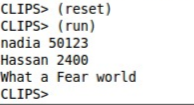 CLIPS> (reset)
CLIPS> (run)
nadia 50123
Hassan 2400
What a Fear world
CLIPS>